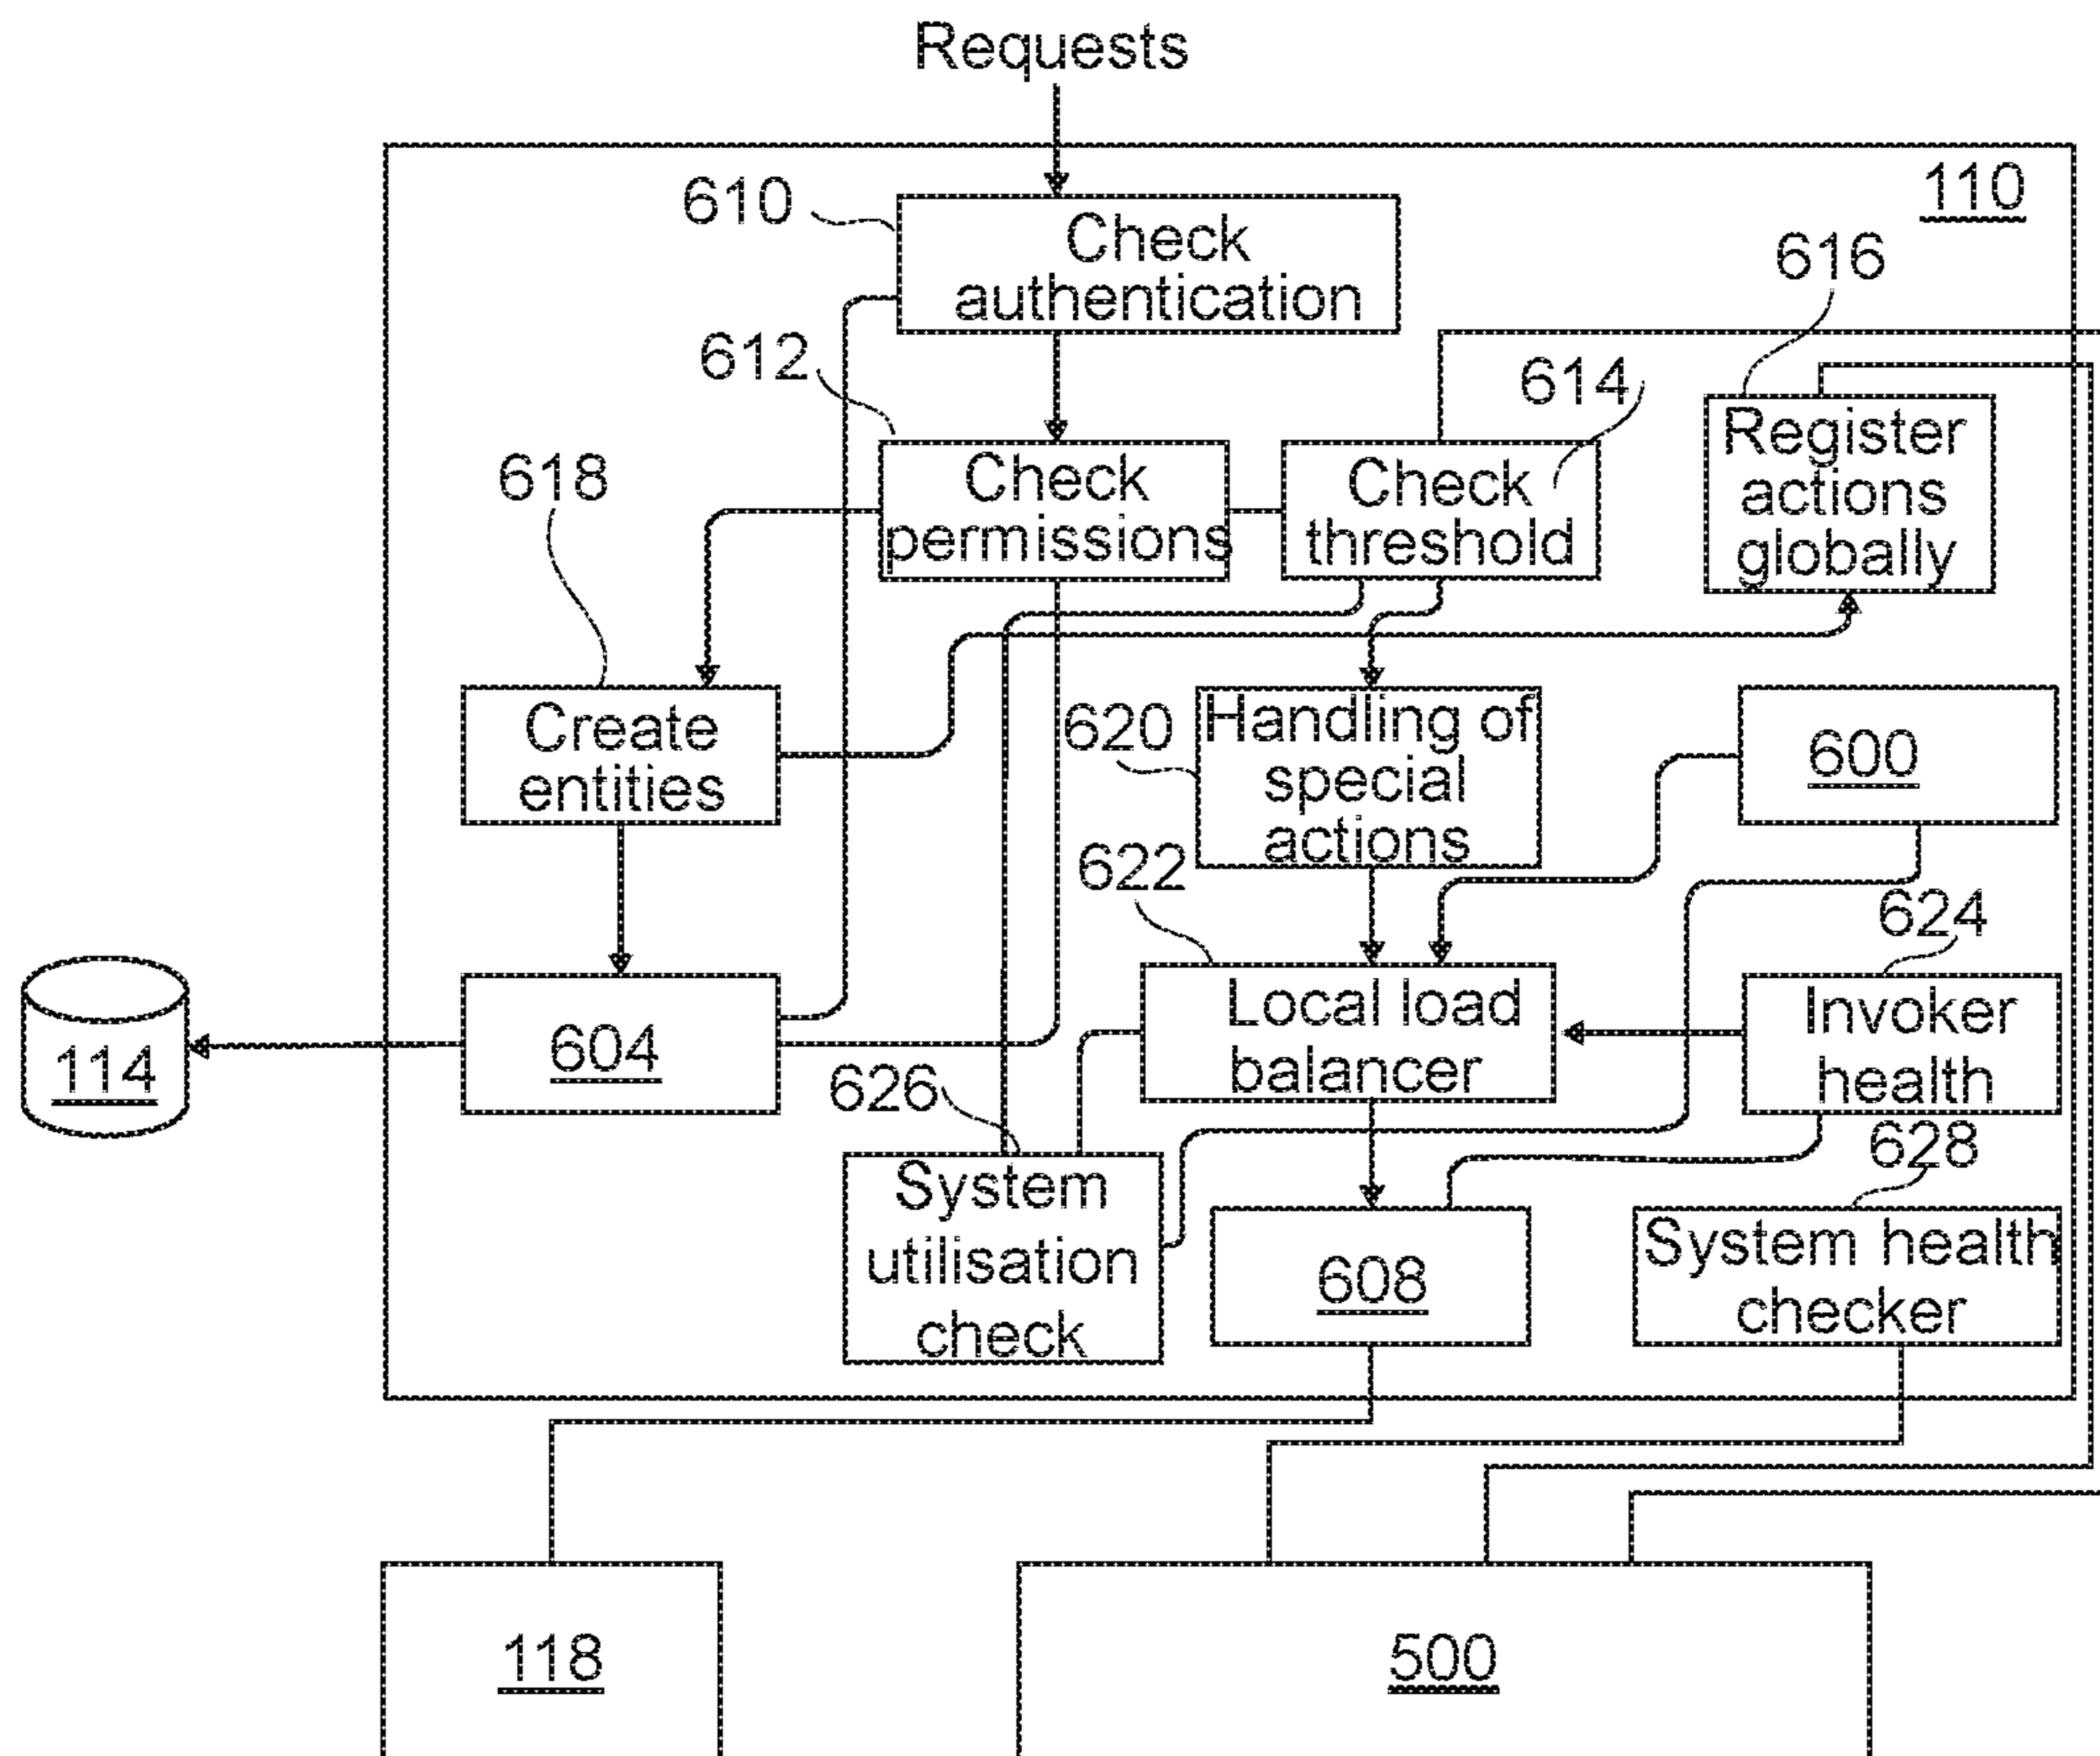 Requests
110
610
Check
authentication
616
612
614
Register
actions
globally
Check
permissions
Check
threshold
618
Create
entities
620
Handling of
special
actions
600
622
624
Local load
balancer
Invoker
health
604
114
626
628
System
utilisation
check
608
System health
checker
118
500